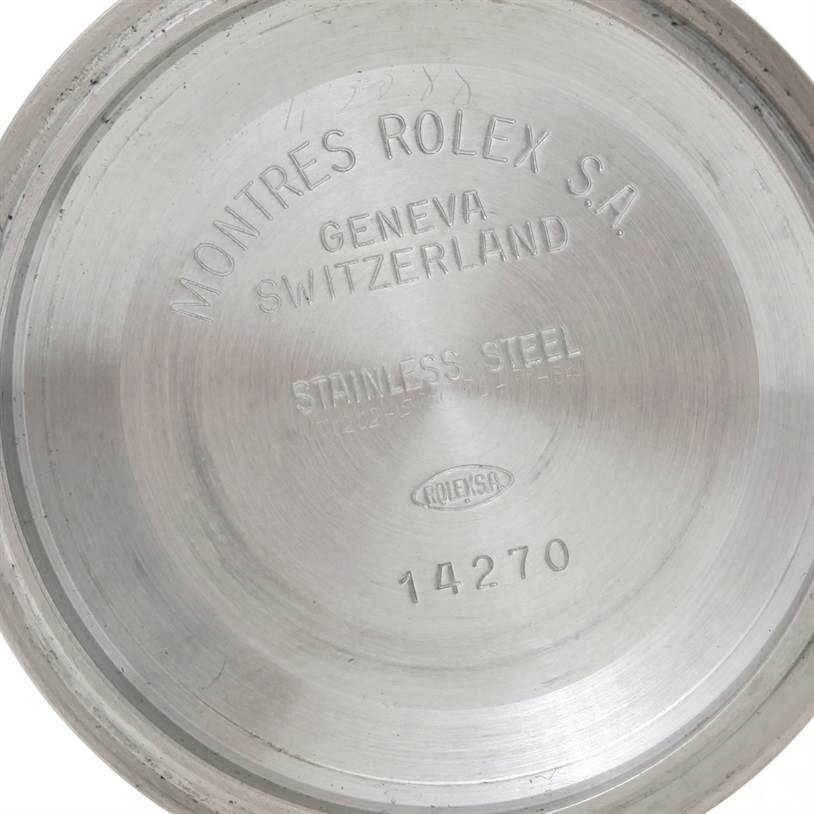 MONTRES ROLEX S.A.
GENEVA
SWITZERLAND
STAINLESS STEEL
ROLEX S.A.
14270